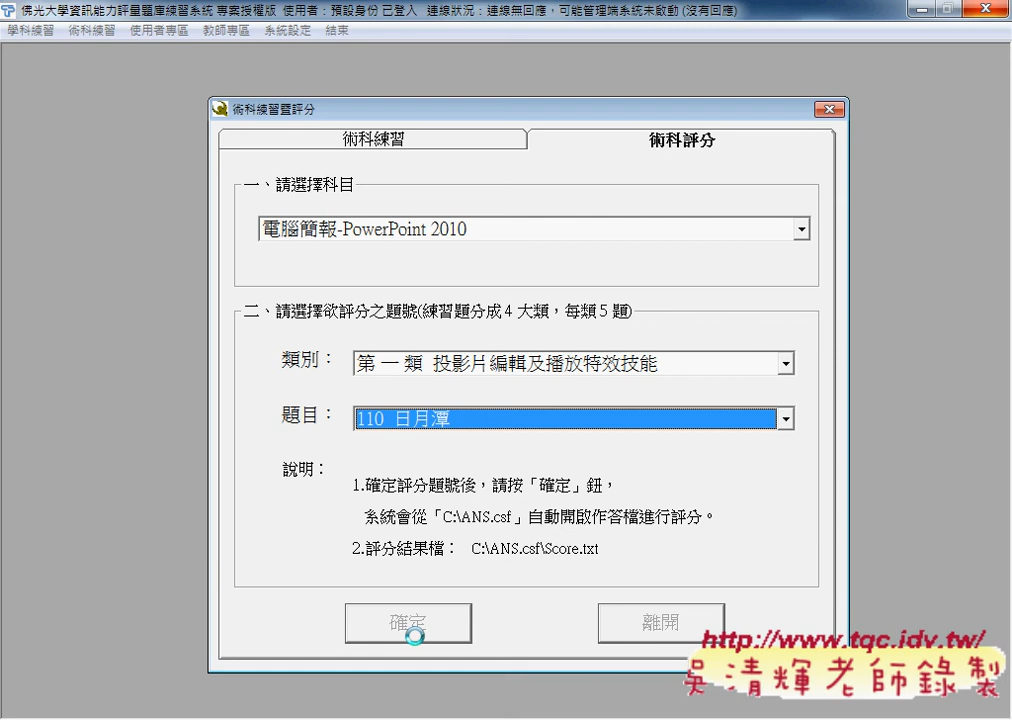 佛光大學資訊能力評量題庫練習系統 專案授權版 使用者：預設身份 已登入 連線狀況：連線無回應，可能管理端系統未啟動 (沒有回應)
學科練習 術科練習 使用者專區 教師專區 系統設定 結束
術科練習暨評分
術科練習 術科評分
一、請選擇科目
電腦簡報-PowerPoint 2010
二、請選擇欲評分之題號(練習題分成 4 大類，每類 5 題)
類別： 第 一 類 投影片編輯及播放特效技能
題目： 110 日月潭
說明：
1.確定評分題號後，請按「確定」鈕，
系統會從「C:\ANS.csf」自動開啟作答檔進行評分。
2.評分結果檔： C:\ANS.csf\Score.txt
確定 離開
http://www.tqc.idv.tw/
吳清輝老師錄製